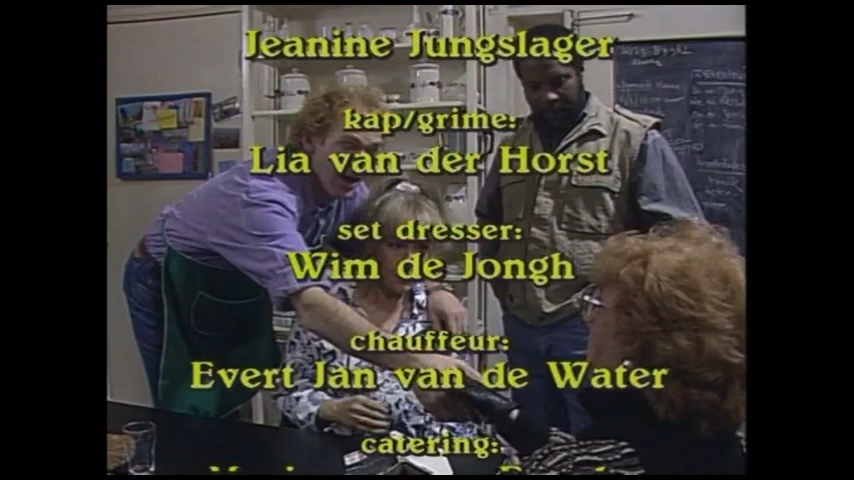 Jeanine Jungslager
kap/grime:
Lia van der Horst
set dresser:
Wim de Jongh
chauffeur:
Evert Jan van de Water
catering: